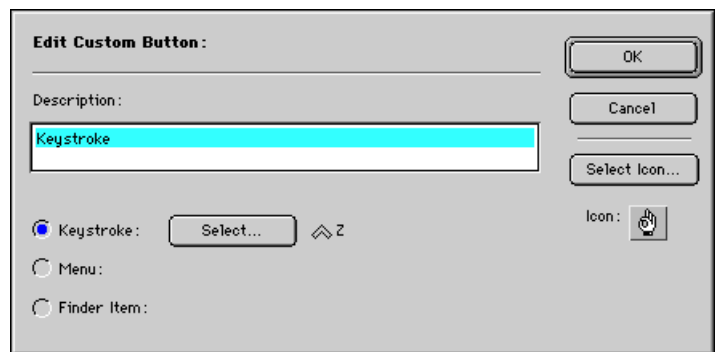 Edit Custom Button:
OK
Description:
Cancel
Keystroke
Select Icon...
Keystroke: Select... Z
Icon:
Menu:
Finder Item: